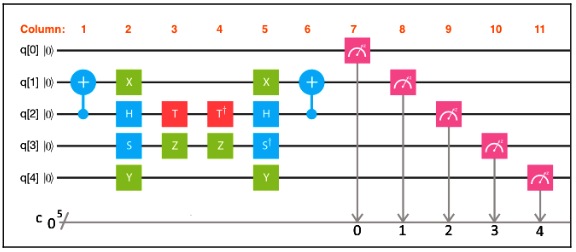 Column: 1 2 3 4 5 6 7 8 9 10 11
q[0] |0⟩
q[1] |0⟩ X X
q[2] |0⟩ H T T† H
q[3] |0⟩ S Z Z S†
q[4] |0⟩ Y Y
c 0 5 0 1 2 3 4